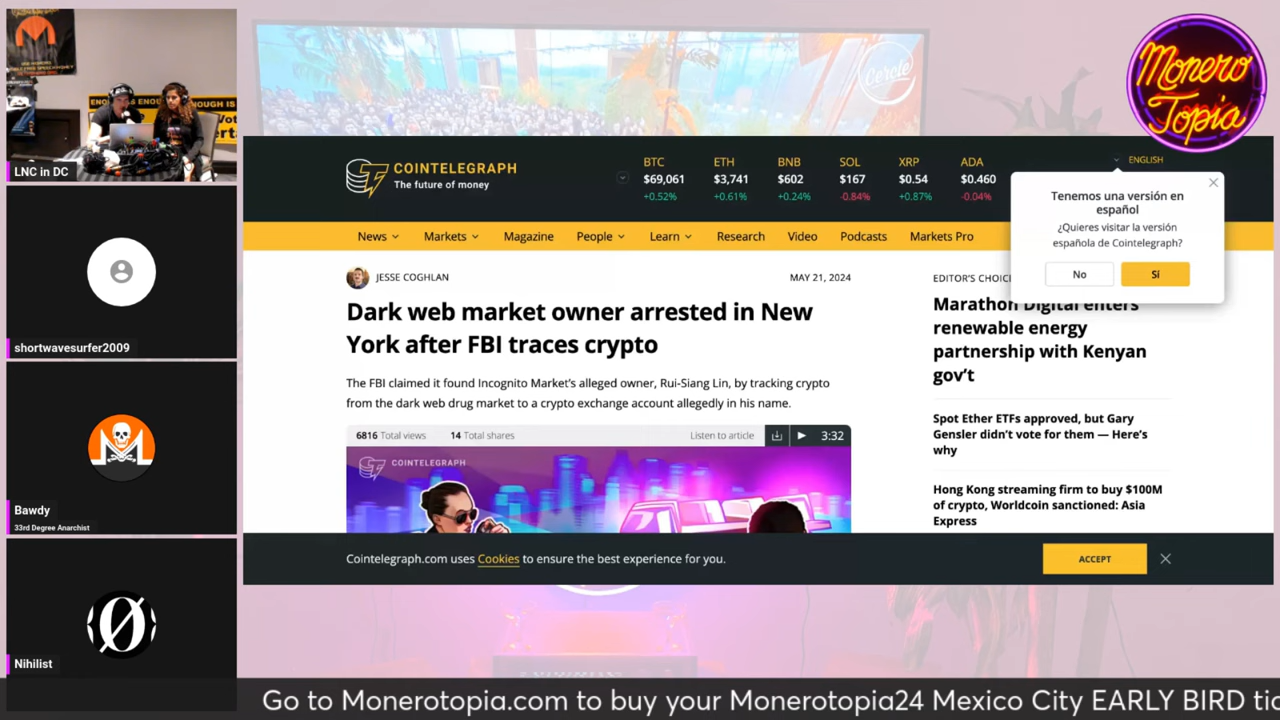 LNC in DC
shortwavesurfer2009
Bawdy
33rd Degree Anarchist
Nihilist
Cercle
Monero
Topia
COINTELEGRAPH
The future of money
BTC
$69,061
+0.52%
ETH
$3,741
+0.61%
BNB
$602
+0.24%
SOL
$167
-0.84%
XRP
$0.54
+0.87%
ADA
$0.460
-0.04%
ENGLISH
Tenemos una versión en
español
¿Quieres visitar la versión
española de Cointelegraph?
No
Sí
News
Markets
Magazine
People
Learn
Research
Video
Podcasts
Markets Pro
JESSE COGHLAN
MAY 21, 2024
Dark web market owner arrested in New
York after FBI traces crypto
The FBI claimed it found Incognito Market's alleged owner, Rui-Siang Lin, by tracking crypto
from the dark web drug market to a crypto exchange account allegedly in his name.
6816 Total views
14 Total shares
Listen to article
3:32
COINTELEGRAPH
EDITOR'S CHOIC
Marathon Digital enters
renewable energy
partnership with Kenyan
gov't
Spot Ether ETFs approved, but Gary
Gensler didn't vote for them — Here's
why
Hong Kong streaming firm to buy $100M
of crypto, Worldcoin sanctioned: Asia
Express
Cointelegraph.com uses Cookies to ensure the best experience for you.
ACCEPT
Go to Monerotopia.com to buy your Monerotopia24 Mexico City EARLY BIRD tic